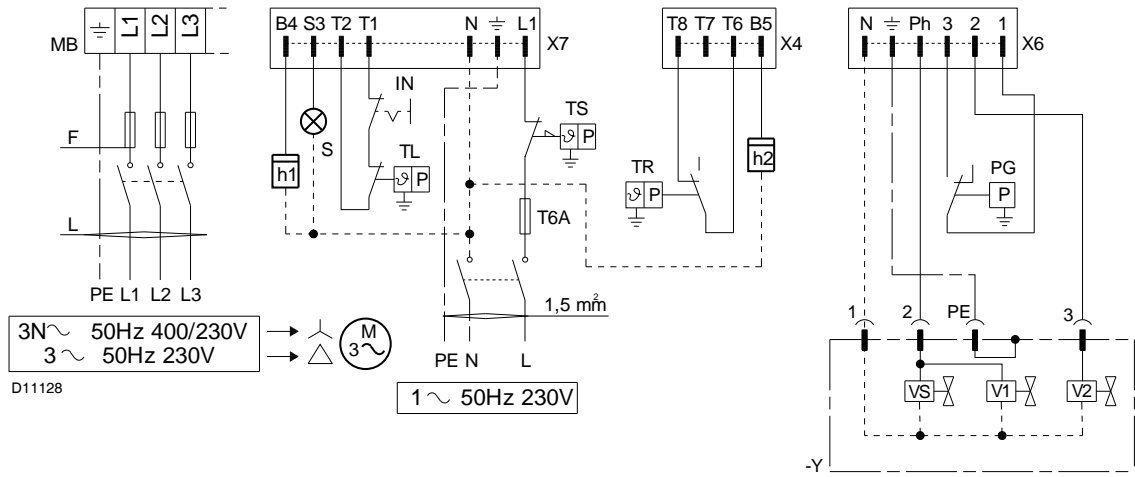 MB L1 L2 L3
F
L
PE L1 L2 L3
3N~ 50Hz 400/230V
3 ~ 50Hz 230V
M
3~
D11128
B4 S3 T2 T1 N L1 X7
IN
TS
ϑ P
S
h1
TL
ϑ P
T6A
1,5 mm²
PE N L
1 ~ 50Hz 230V
T8 T7 T6 B5 X4
TR
ϑ P
h2
N Ph 3 2 1 X6
PG
P
1 2 PE 3
VS V1 V2
-Y